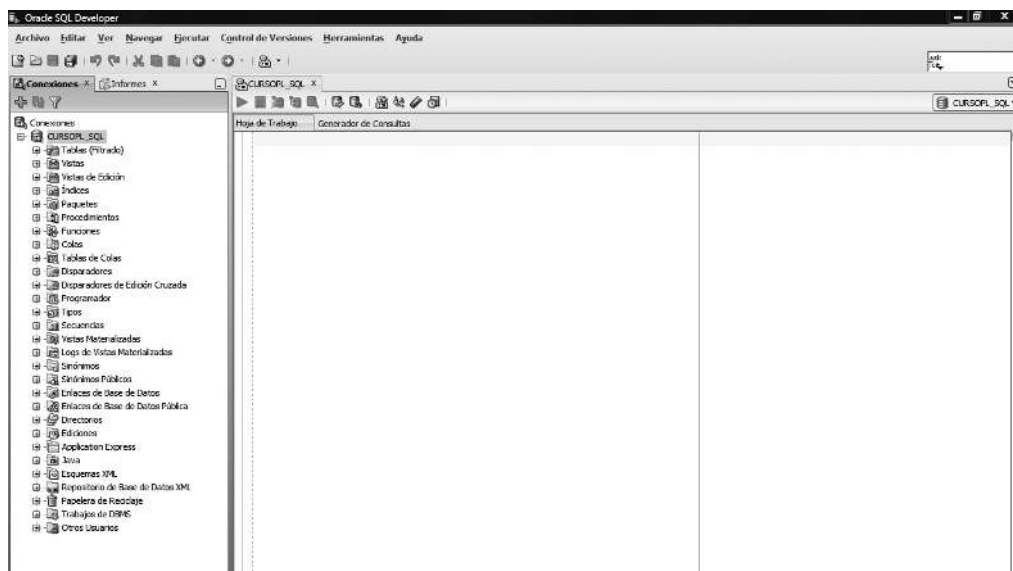 Oracle SQL Developer
Archivo Editar Ver Navegar Ejecutar Control de Versiones Herramientas Ayuda
Conexiones Informes CURSOPL_SQL
CURSOPL_SQL
Hoja de Trabajo Generador de Consultas
Conexiones
CURSOPL_SQL
Tablas (Filtrado)
Vistas
Vistas de Edición
Índices
Paquetes
Procedimientos
Funciones
Colas
Tablas de Colas
Disparadores
Disparadores de Edición Cruzada
Programador
Tipos
Secuencias
Vistas Materializadas
Logs de Vistas Materializadas
Sinónimos
Sinónimos Públicos
Enlaces de Base de Datos
Enlaces de Base de Datos Pública
Directorios
Ediciones
Application Express
Java
Esquemas XML
Repositorio de Base de Datos XML
Papelera de Reciclaje
Trabajos de DBMS
Otros Usuarios